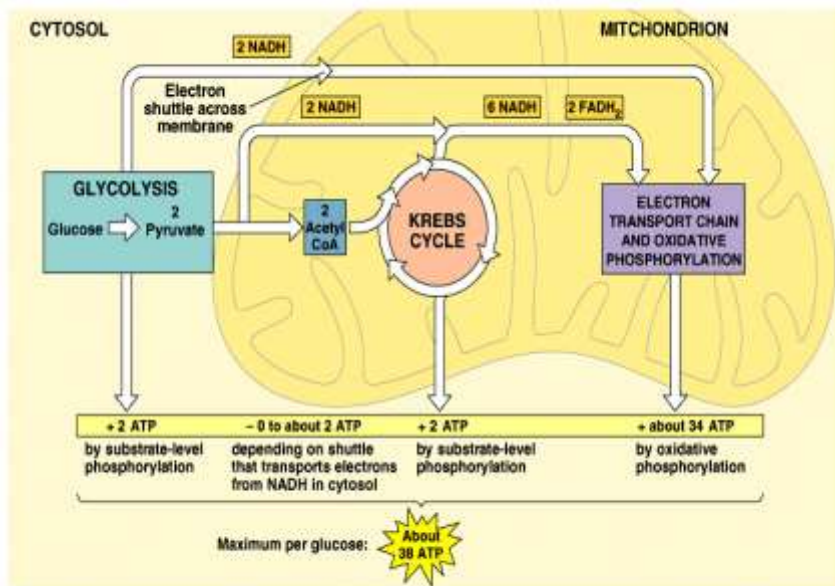 CYTOSOL
MITCHONDRION
2 NADH
Electron
shuttle across
membrane
2 NADH
6 NADH
2 FADH₂
GLYCOLYSIS
2
Glucose
Pyruvate
2
Acetyl
CoA
KREBS
CYCLE
ELECTRON
TRANSPORT CHAIN
AND OXIDATIVE
PHOSPHORYLATION
+ 2 ATP
by substrate-level
phosphorylation
– 0 to about 2 ATP
depending on shuttle
that transports electrons
from NADH in cytosol
+ 2 ATP
by substrate-level
phosphorylation
+ about 34 ATP
by oxidative
phosphorylation
Maximum per glucose:
About
38 ATP